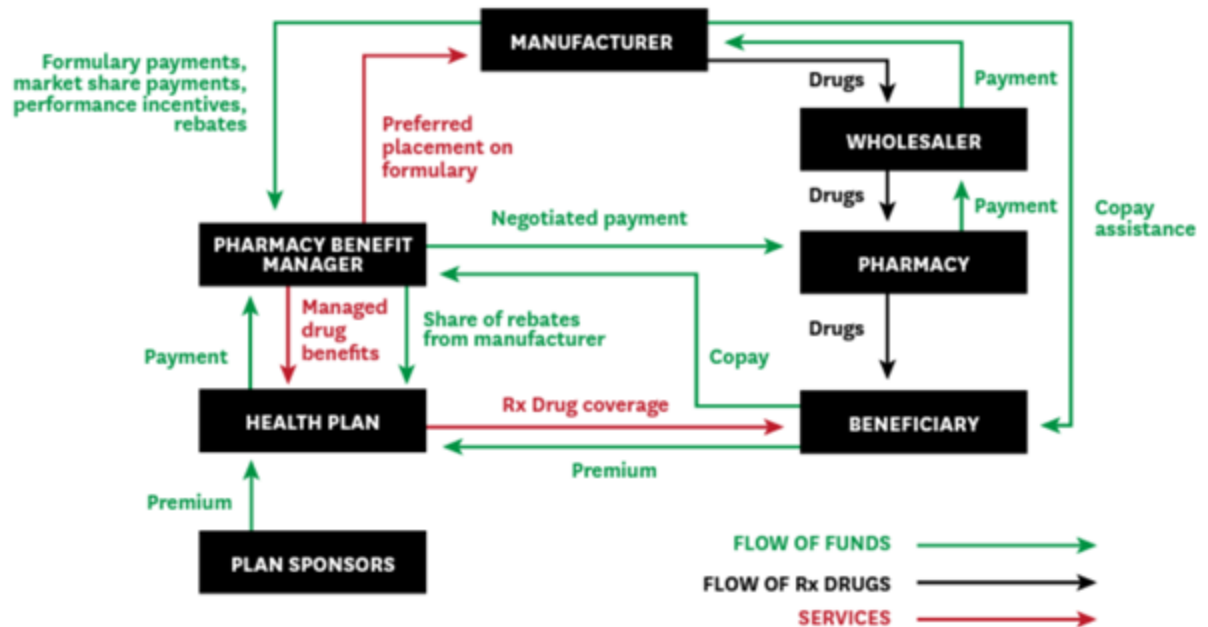 MANUFACTURER
Formulary payments,
market share payments,
performance incentives,
rebates
Preferred
placement on
formulary
Drugs
Payment
WHOLESALER
Drugs
Payment
Copay
assistance
Negotiated payment
PHARMACY BENEFIT
MANAGER
PHARMACY
Managed
drug
benefits
Share of rebates
from manufacturer
Payment
Copay
Drugs
HEALTH PLAN
Rx Drug coverage
BENEFICIARY
Premium
Premium
PLAN SPONSORS
FLOW OF FUNDS
FLOW OF Rx DRUGS
SERVICES